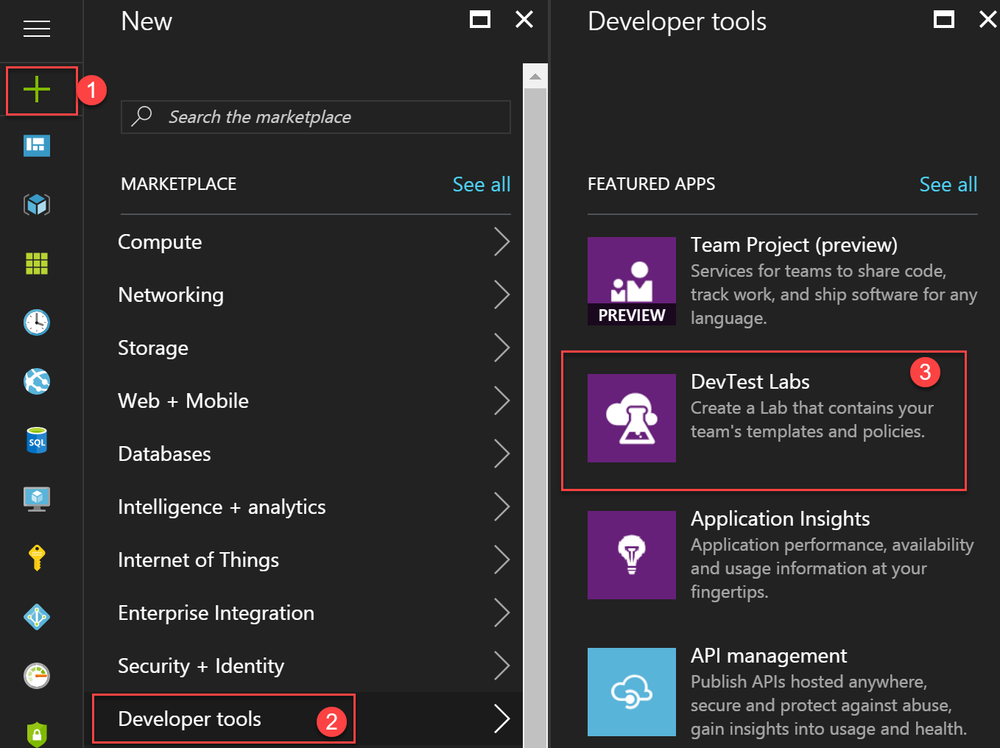 New
1
Search the marketplace
MARKETPLACE See all
Compute
Networking
Storage
Web + Mobile
Databases
Intelligence + analytics
Internet of Things
Enterprise Integration
Security + Identity
Developer tools
2
SQL
Developer tools
FEATURED APPS See all
PREVIEW
Team Project (preview)
Services for teams to share code,
track work, and ship software for any
language.
DevTest Labs
3
Create a Lab that contains your
team's templates and policies.
Application Insights
Application performance, availability
and usage information at your
fingertips.
API management
Publish APIs hosted anywhere,
secure and protect against abuse,
gain insights into usage and health.